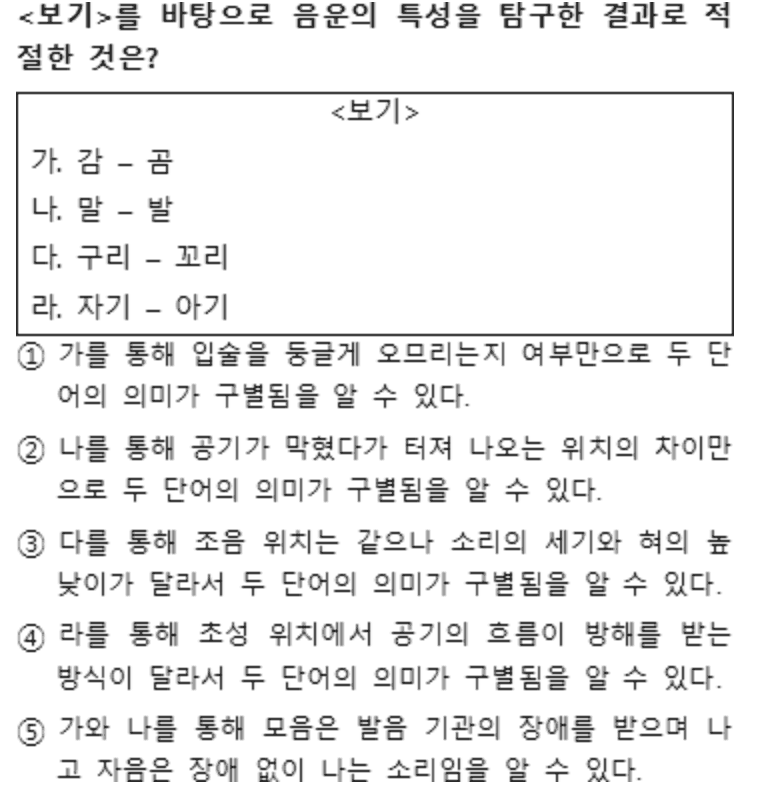 <보기>를 바탕으로 음운의 특성을 탐구한 결과로 적
절한 것은?
<보기>
가. 감 – 곰
나. 말 – 발
다. 구리 – 꼬리
라. 자기 – 아기
① 가를 통해 입술을 둥글게 오므리는지 여부만으로 두 단
어의 의미가 구별됨을 알 수 있다.
② 나를 통해 공기가 막혔다가 터져 나오는 위치의 차이만
으로 두 단어의 의미가 구별됨을 알 수 있다.
③ 다를 통해 조음 위치는 같으나 소리의 세기와 혀의 높
낮이가 달라서 두 단어의 의미가 구별됨을 알 수 있다.
④ 라를 통해 초성 위치에서 공기의 흐름이 방해를 받는
방식이 달라서 두 단어의 의미가 구별됨을 알 수 있다.
⑤ 가와 나를 통해 모음은 발음 기관의 장애를 받으며 나
고 자음은 장애 없이 나는 소리임을 알 수 있다.